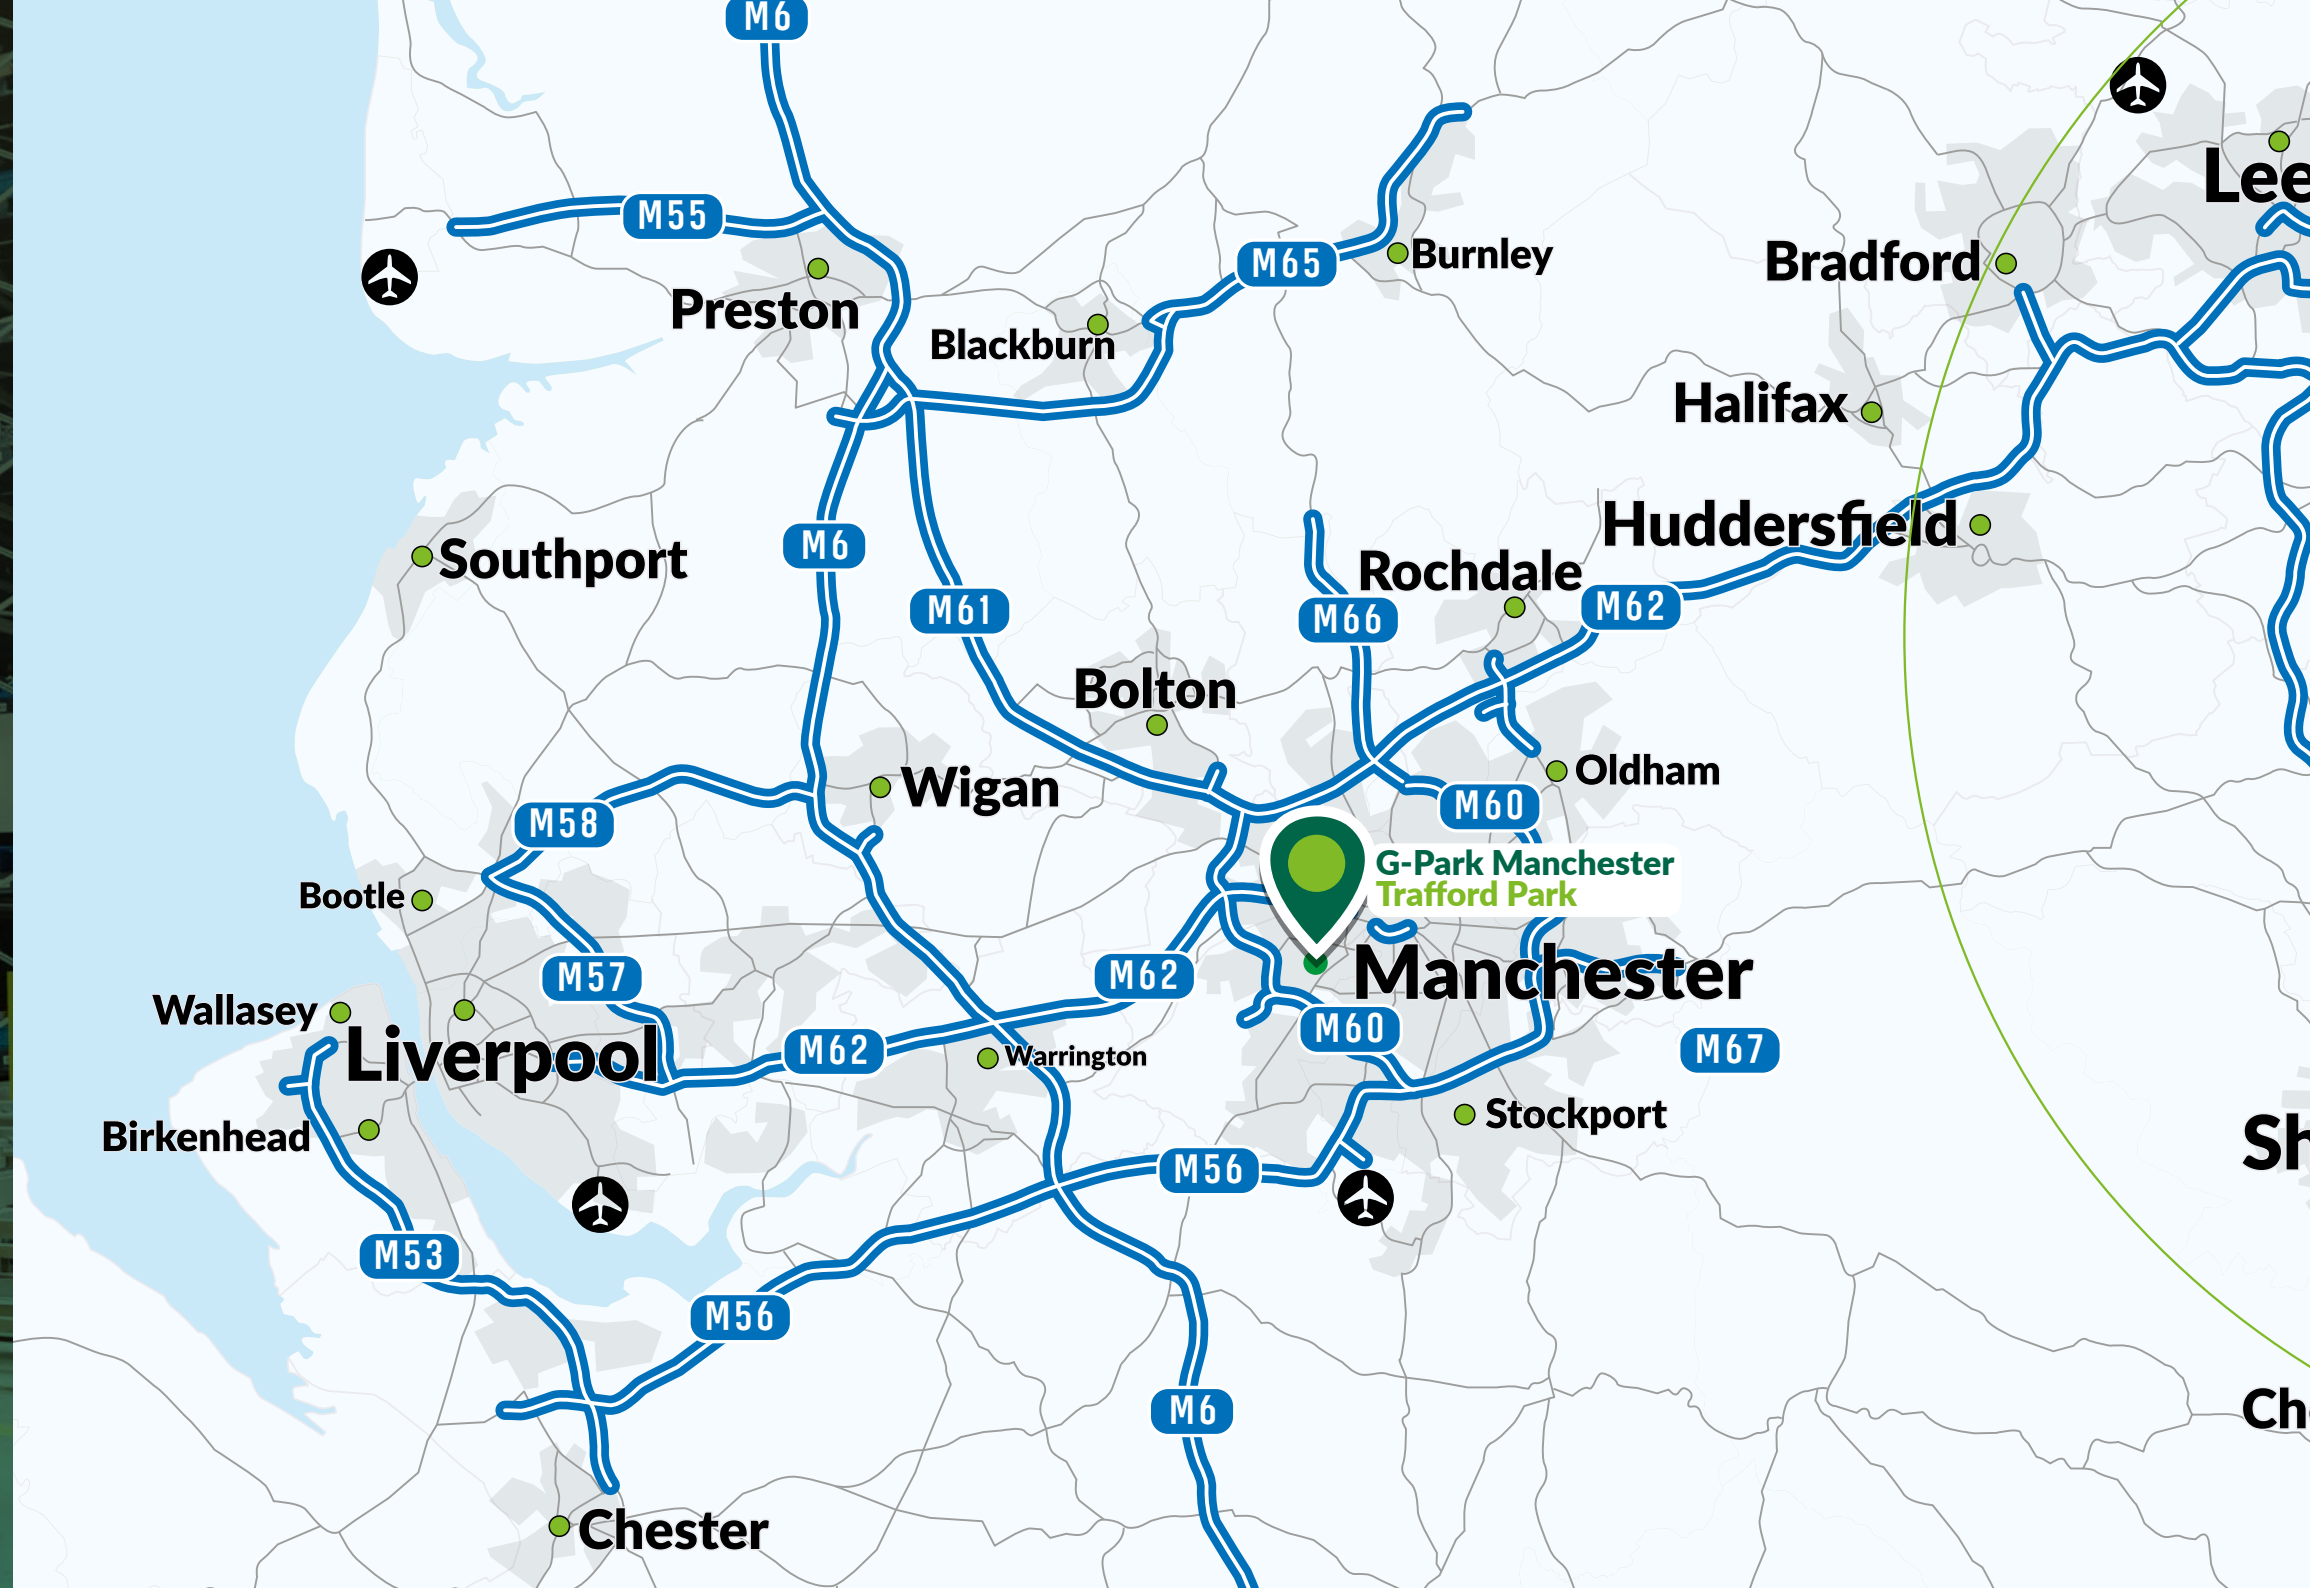 M6
M55
Lee
M65
Burnley
Bradford
Preston
Blackburn
Halifax
Huddersfield
M6
Southport
Rochdale
M61
M66
M62
Bolton
Oldham
Wigan
M60
M58
G-Park Manchester
Trafford Park
Bootle
Manchester
M57
M62
Wallasey
M60
Liverpool
M62
Warrington
M67
Stockport
Birkenhead
Sh
M56
M53
M56
M6
Ch
Chester